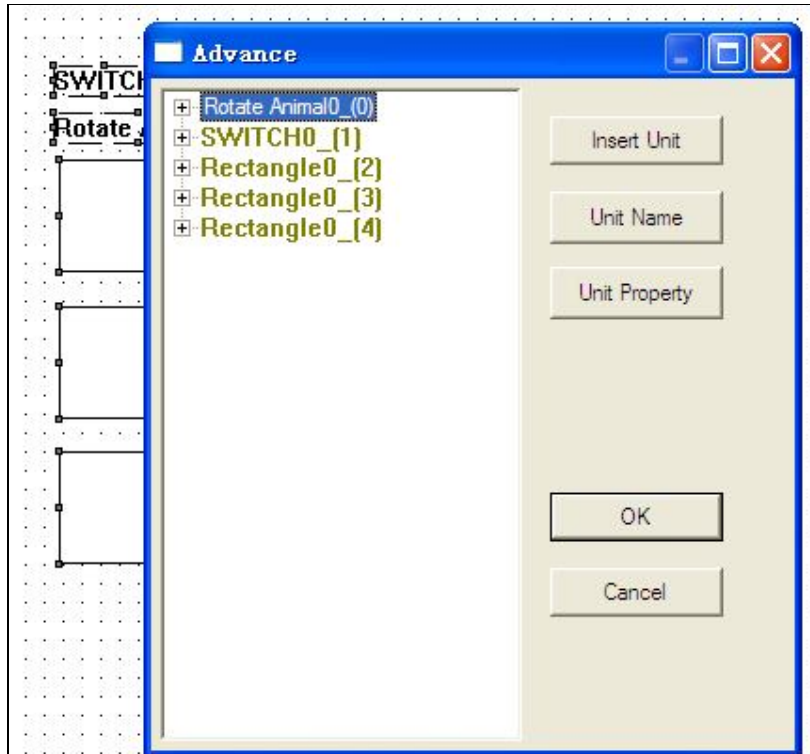 Advance
SWITCH
Rotate
Rotate Animal0_(0)
SWITCH0_(1)
Rectangle0_(2)
Rectangle0_(3)
Rectangle0_(4)
Insert Unit
Unit Name
Unit Property
OK
Cancel